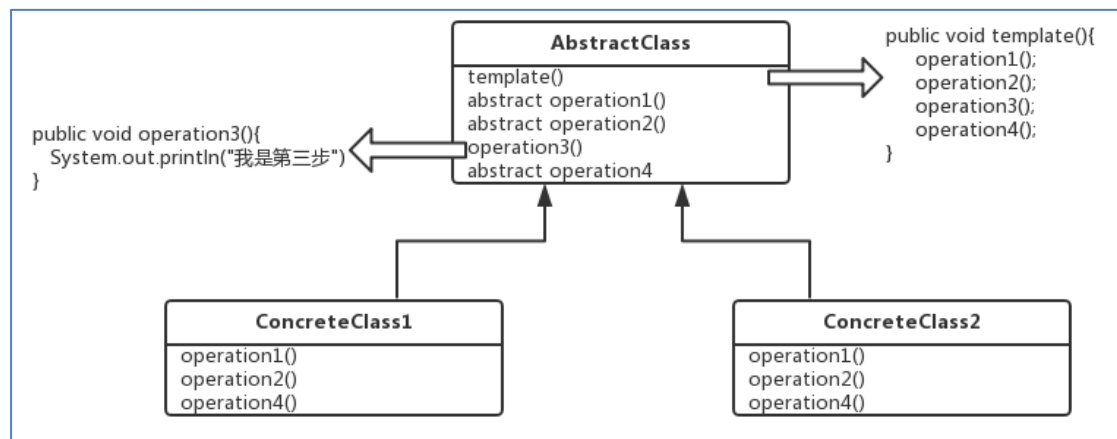 AbstractClass
template()
abstract operation1()
abstract operation2()
operation3()
abstract operation4
public void template(){
operation1();
operation2();
operation3();
operation4();
}
public void operation3(){
System.out.println("我是第三步")
}
ConcreteClass1
operation1()
operation2()
operation4()
ConcreteClass2
operation1()
operation2()
operation4()